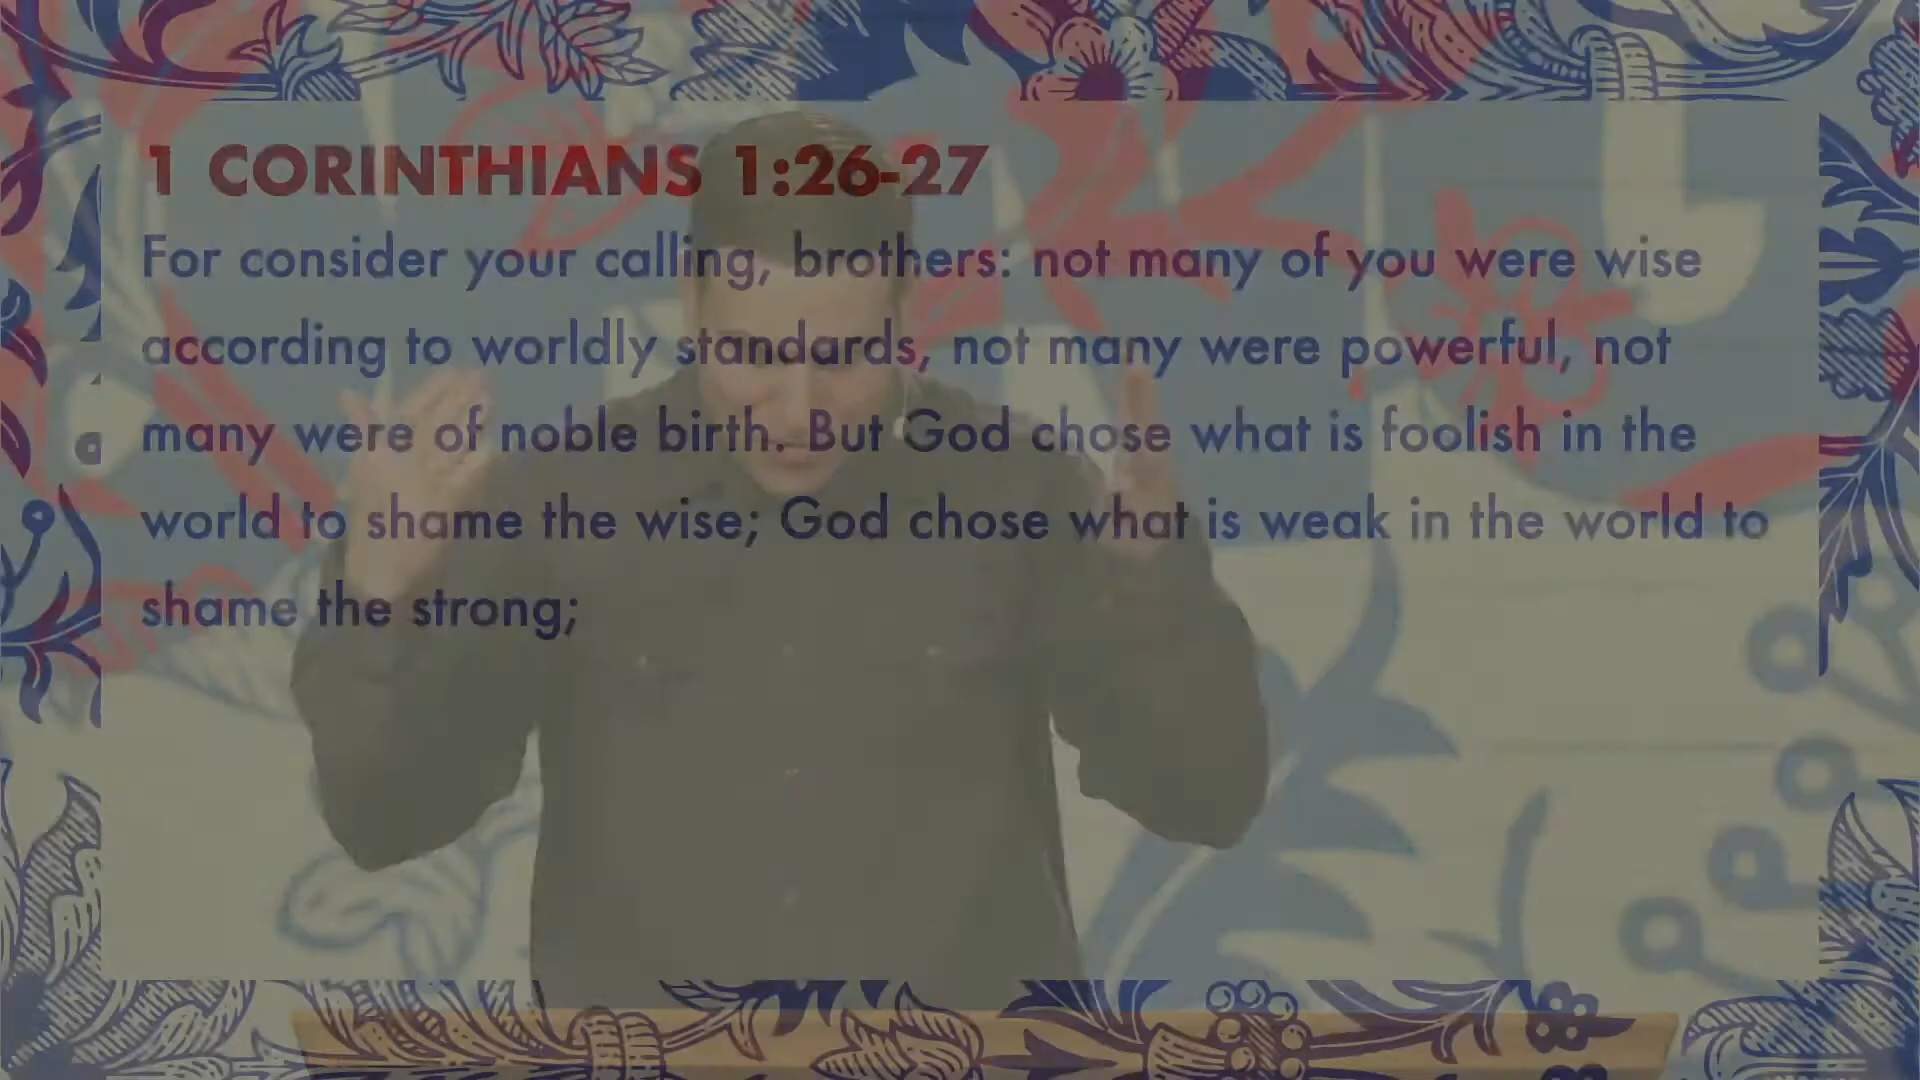 1 CORINTHIANS 1:26-27
For consider your calling, brothers: not many of you were wise
according to worldly standards, not many were powerful, not
many were of noble birth. But God chose what is foolish in the
world to shame the wise; God chose what is weak in the world to
shame the strong;